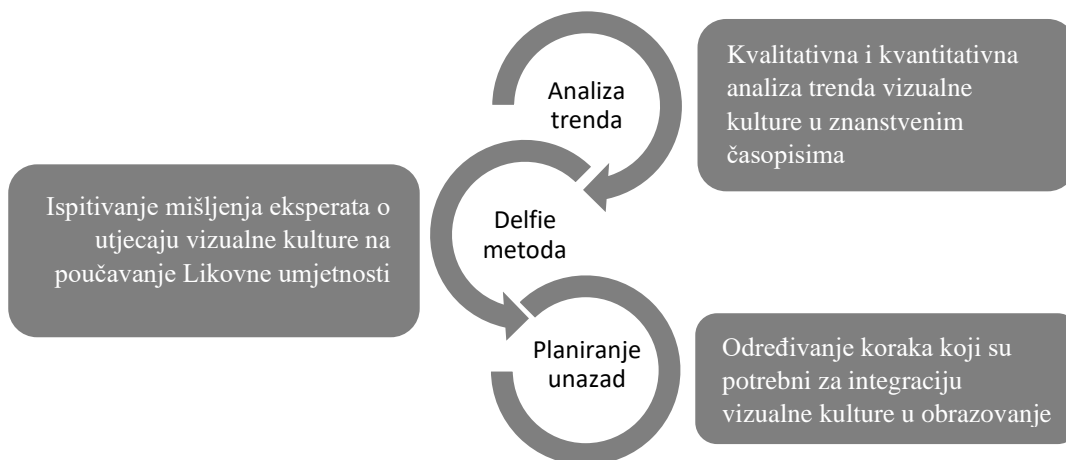 Analiza
trenda
Kvalitativna i kvantitativna
analiza trenda vizualne
kulture u znanstvenim
časopisima
Ispitivanje mišljenja eksperata o
utjecaju vizualne kulture na
poučavanje Likovne umjetnosti
Delfie
metoda
Planiranje
unazad
Određivanje koraka koji su
potrebni za integraciju
vizualne kulture u obrazovanje